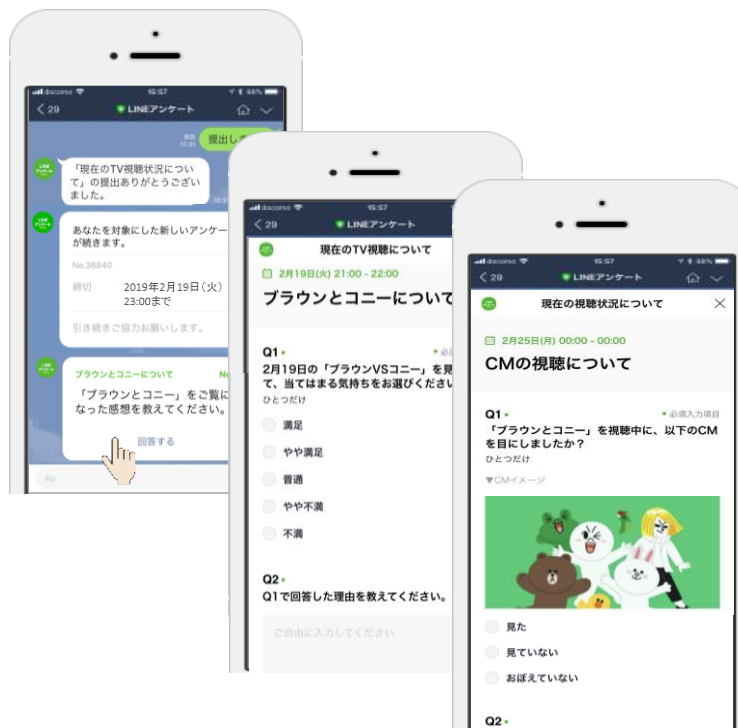 docomo 15:57 98%
29 LINEアンケート
既読
10:31
提出し
「現在のTV視聴状況につい
て」の提出ありがとうござい
ました。
あなたを対象にした新しいアンケー
が続きます。
No.36840
締切 2019年2月19日(火)
23:00まで
引き続きご協力お願いします。
ブラウンとコニーについて
「ブラウンとコニー」をご覧に
なった感想を教えてください。
回答する
docomo 15:57
29 LINEアンケート
現在のTV視聴について
2月19日(火) 21:00 - 22:00
ブラウンとコニーについて
Q1
2月19日の「ブラウンVSコニー」を見
て、当てはまる気持ちをお選びくださ
ひとつだけ
満足
やや満足
普通
やや不満
不満
Q2
Q1で回答した理由を教えてください。
ご自由に入力してください
docomo 15:57 98%
29 LINEアンケート
現在の視聴状況について ×
2月25日(月) 00:00 - 00:00
CMの視聴について
Q1 必須入力項目
「ブラウンとコニー」を視聴中に、以下のCM
を目にしましたか？
ひとつだけ
▼CMイメージ
見た
見ていない
おぼえていない
Q2